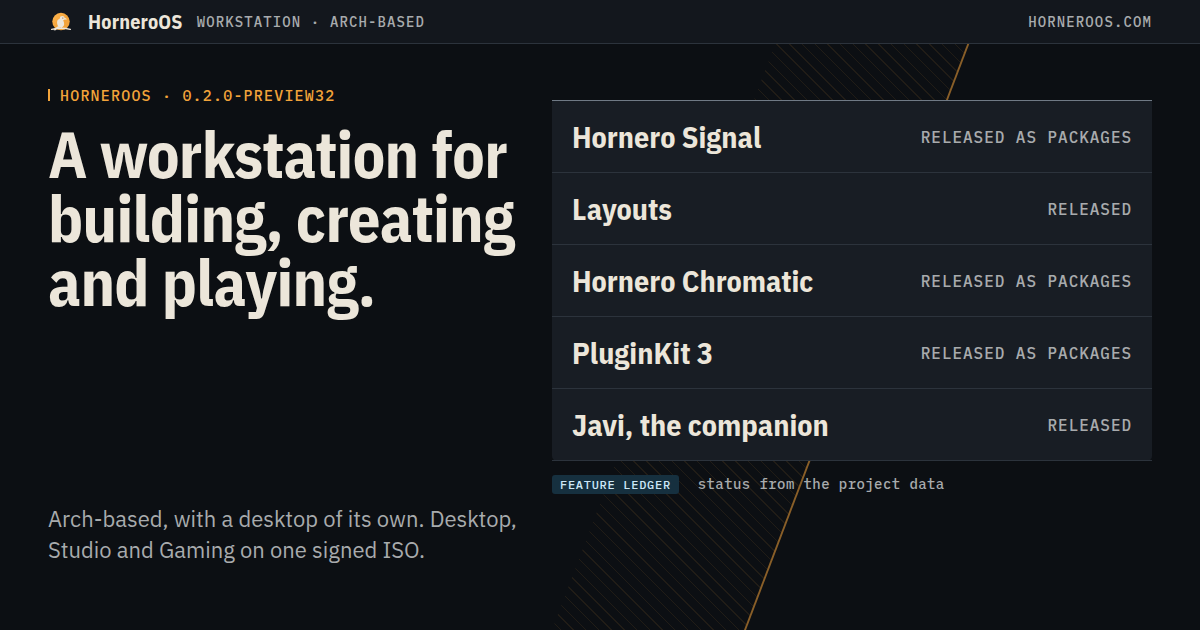 HorneroOS WORKSTATION · ARCH-BASED
HORNEROOS.COM
HORNEROOS · 0.2.0-PREVIEW32
A workstation for
building, creating
and playing.
Arch-based, with a desktop of its own. Desktop,
Studio and Gaming on one signed ISO.
Hornero Signal RELEASED AS PACKAGES
Layouts RELEASED
Hornero Chromatic RELEASED AS PACKAGES
PluginKit 3 RELEASED AS PACKAGES
Javi, the companion RELEASED
FEATURE LEDGER status from the project data